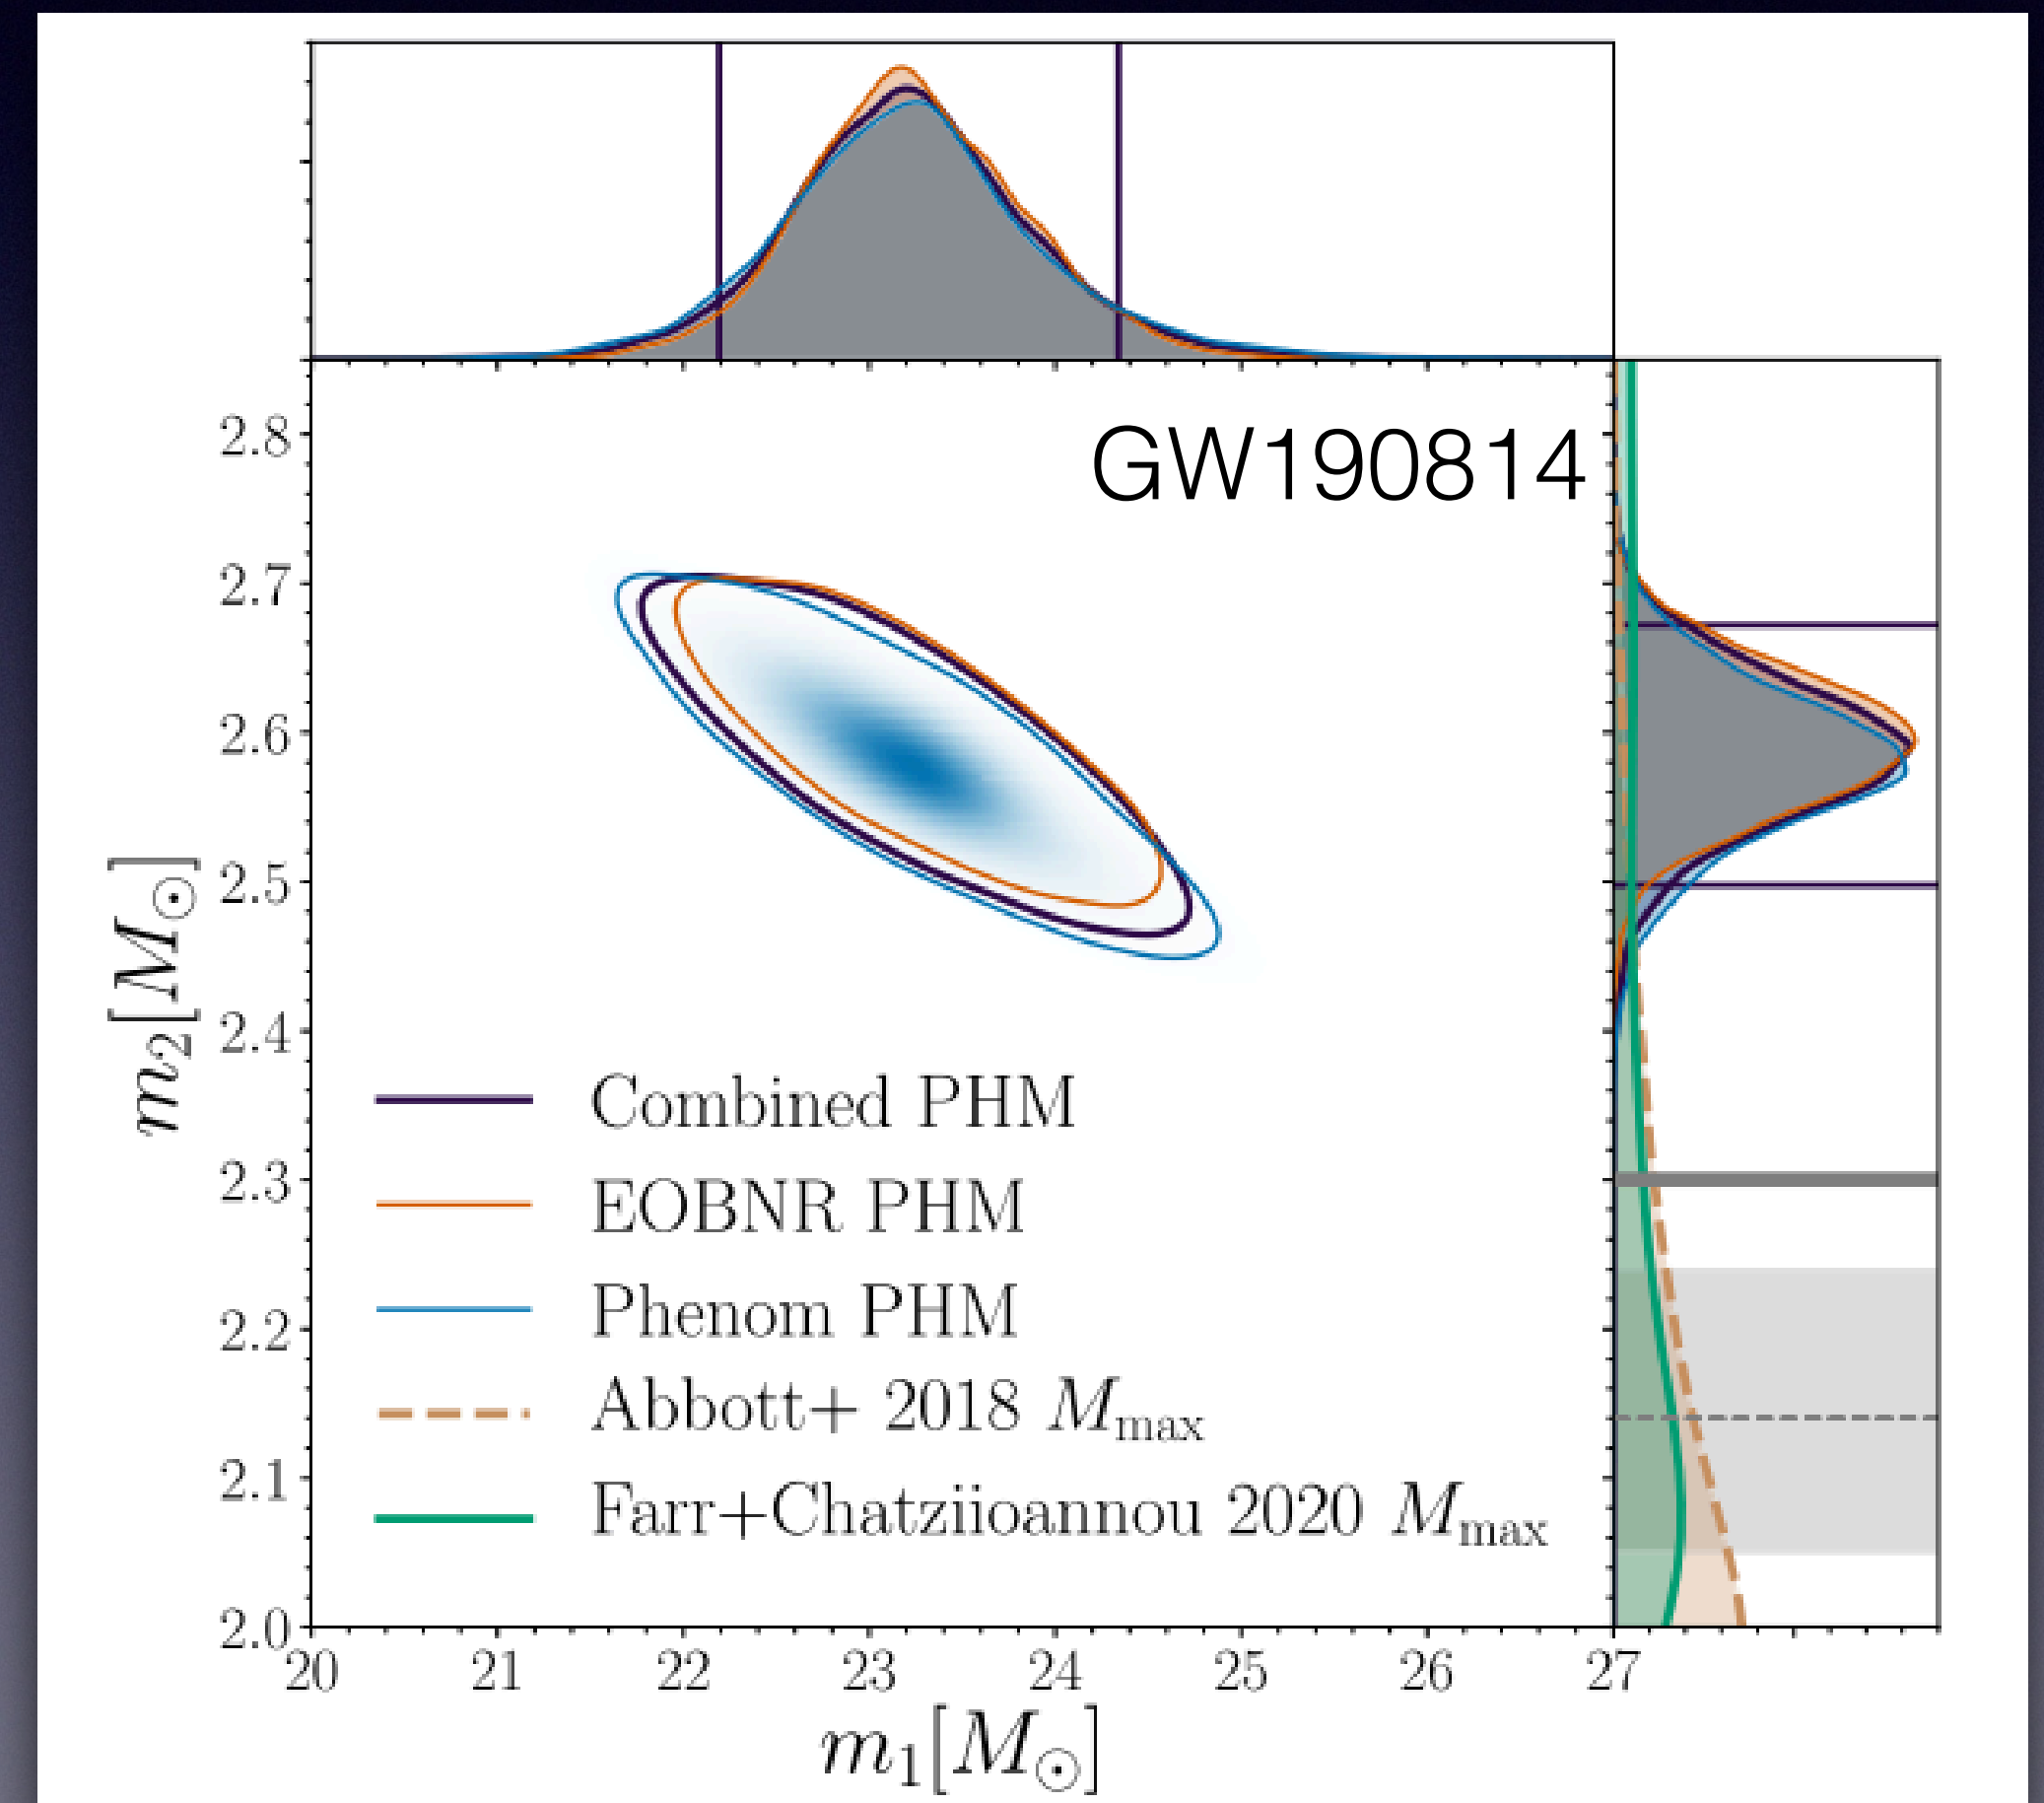 GW190814
2.8
2.7
2.6
2.5
2.4
2.3
2.2
2.1
2.0
m₂[M☉]
Combined PHM
EOBNR PHM
Phenom PHM
Abbott+ 2018 Mmax
Farr+Chatziioannou 2020 Mmax
20 21 22 23 24 25 26 27
m₁[M☉]